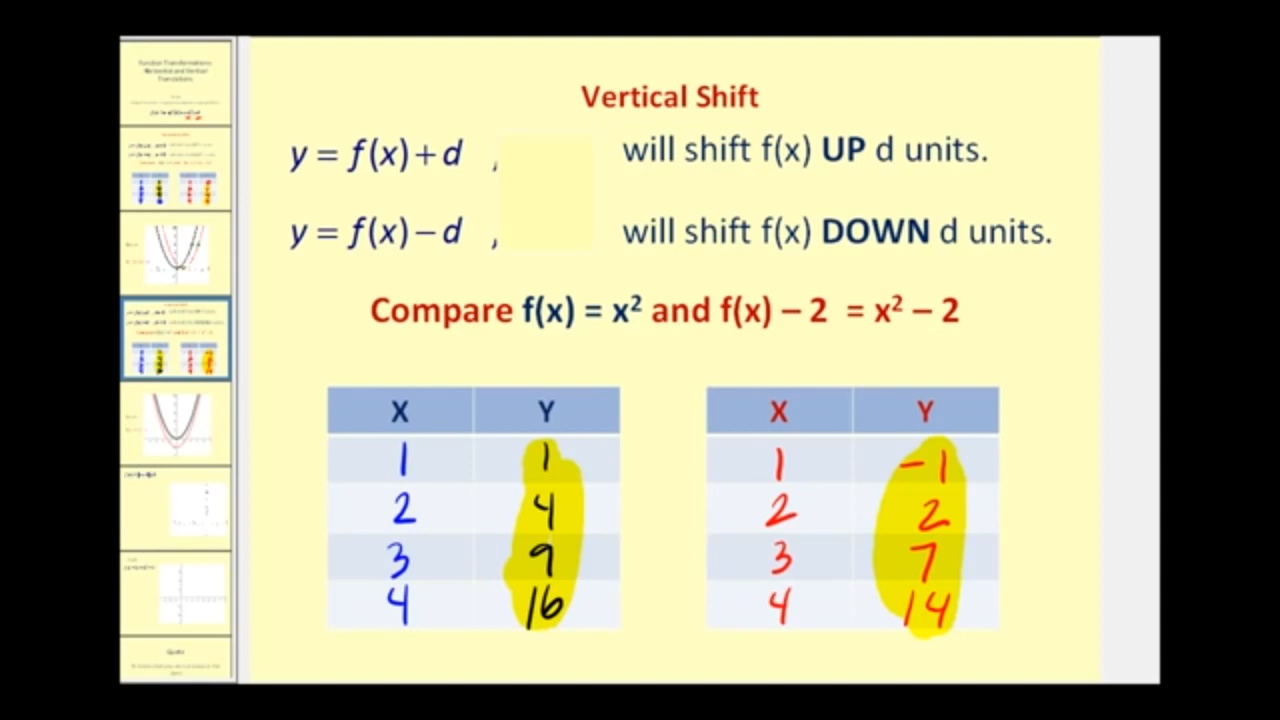 Vertical Shift
y = f(x) + d , will shift f(x) UP d units.
y = f(x) − d , will shift f(x) DOWN d units.
Compare f(x) = x² and f(x) – 2 = x² – 2
X Y X Y
1 1 1 −1
2 4 2 2
3 9 3 7
4 16 4 14